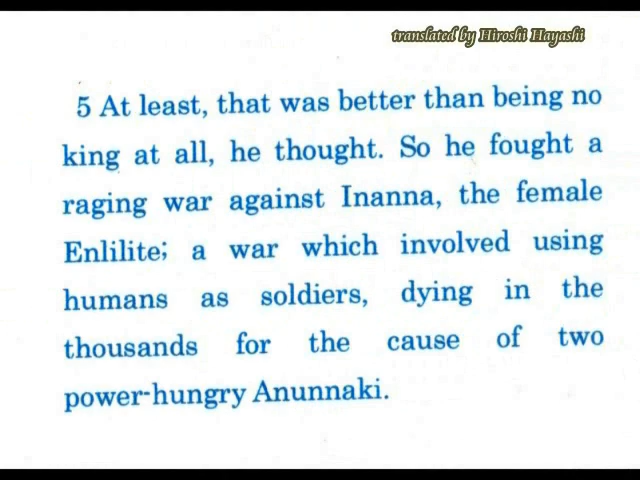 translated by Hiroshi Hayashi
5 At least, that was better than being no
king at all, he thought. So he fought a
raging war against Inanna, the female
Enlilite; a war which involved using
humans as soldiers, dying in the
thousands for the cause of two
power-hungry Anunnaki.